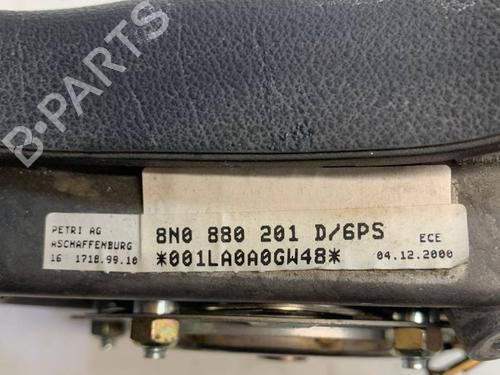 PETRI AG
ASCHAFFENBURG
16 1718.99.10
8N0 880 201 D/6PS
*001LA0A0GW48*
ECE
04.12.2000
B-PARTS